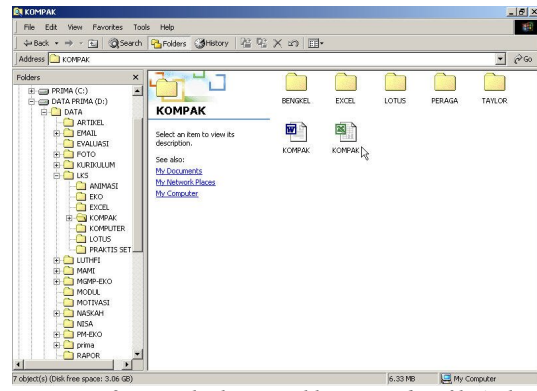 KOMPAK
File Edit View Favorites Tools Help
Back Search Folders History
Address KOMPAK Go
Folders
PRIMA (C:)
DATA PRIMA (D:)
DATA
ARTIKEL
EMAIL
EVALUASI
FOTO
KURIKULUM
LKS
ANIMASI
EKO
EXCEL
KOMPAK
KOMPUTER
LOTUS
PRAKTIS SET
LUTHFI
MAMI
MGMP-EKO
MODUL
MOTIVASI
NASKAH
NISA
PM-EKO
prima
RAPOR
KOMPAK
Select an item to view its
description.
See also:
My Documents
My Network Places
My Computer
BENGKEL EXCEL LOTUS PERAGA TAYLOR
KOMPAK KOMPAK
7 object(s) (Disk free space: 3.06 GB) 6.33 MB My Computer